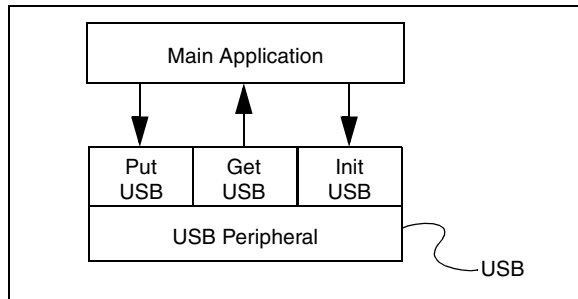 Main Application
Put
USB
Get
USB
Init
USB
USB Peripheral
USB